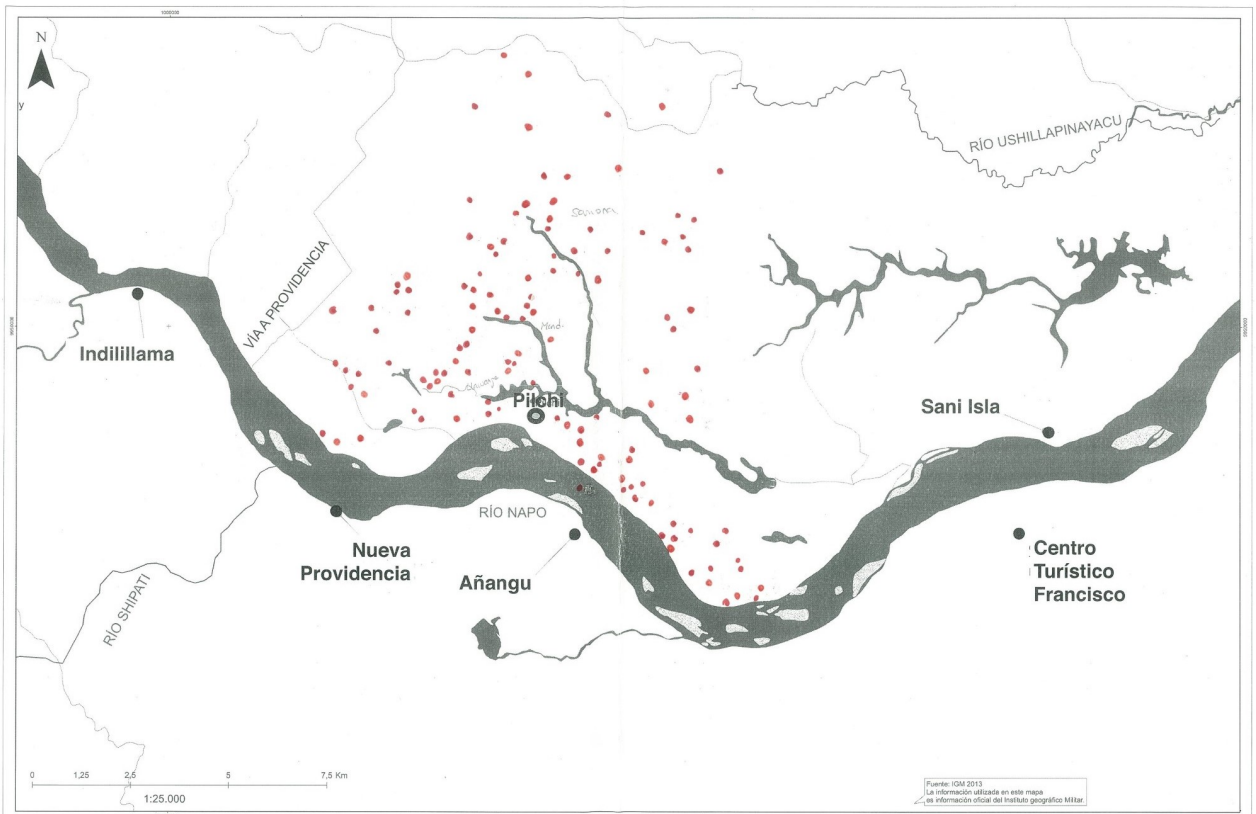 1000000
N
y
RÍO USHILLAPINAYACU
VÍA A PROVIDENCIA
Indilillama
Pilchi
Sani Isla
RÍO NAPO
Nueva
Providencia
Añangu
Centro
Turístico
Francisco
RÍO SHIPATI
0 1,25 2,5 5 7,5 Km
1:25.000
Fuente: IGM 2013
La información utilizada en este mapa
es información oficial del Instituto geográfico Militar.